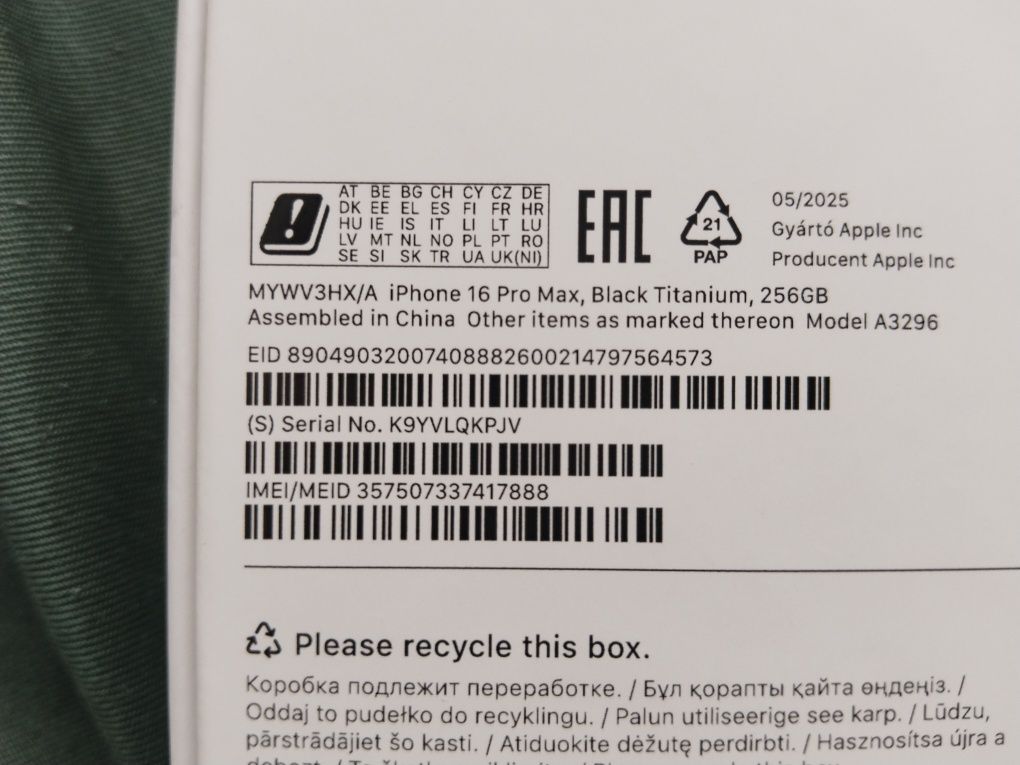 AT BE BG CH CY CZ DE
DK EE EL ES FI FR HR
HU IE IS IT LI LT LU
LV MT NL NO PL PT RO
SE SI SK TR UA UK(NI)
EAC
21
PAP
05/2025
Gyártó Apple Inc
Producent Apple Inc
MYWV3HX/A iPhone 16 Pro Max, Black Titanium, 256GB
Assembled in China Other items as marked thereon Model A3296
EID 89049032007408882600214797564573
(S) Serial No. K9YVLQKPJV
IMEI/MEID 357507337417888
Please recycle this box.
Коробка подлежит переработке. / Бұл қорапты қайта өңдеңіз. /
Oddaj to pudełko do recyklingu. / Palun utiliseerige see karp. / Lūdzu,
pārstrādājiet šo kasti. / Atiduokite dėžutę perdirbti. / Hasznosítsa újra a